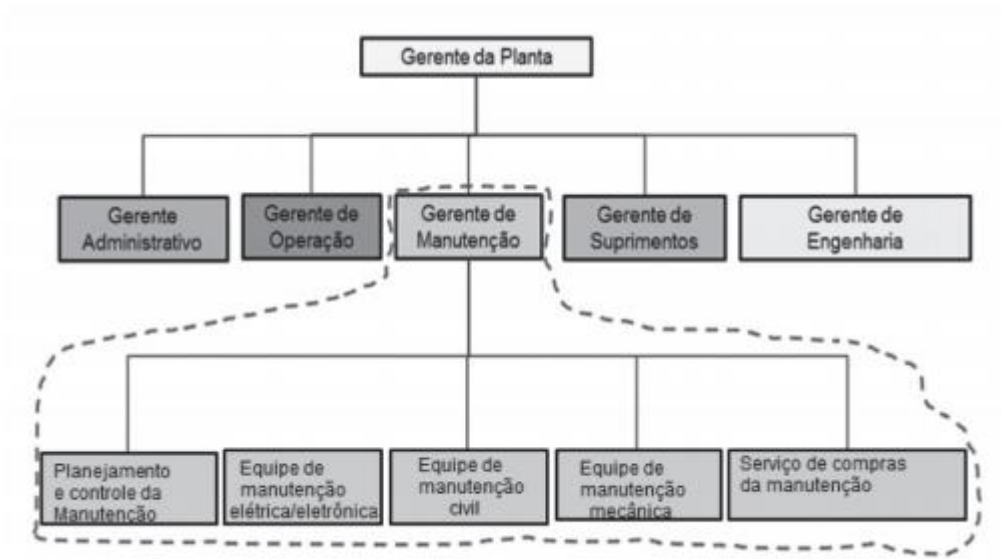 Gerente da Planta
Gerente
Administrativo
Gerente de
Operação
Gerente de
Manutenção
Gerente de
Suprimentos
Gerente de
Engenharia
Planejamento
e controle da
Manutenção
Equipe de
manutenção
elétrica/eletrônica
Equipe de
manutenção
civil
Equipe de
manutenção
mecânica
Serviço de compras
da manutenção